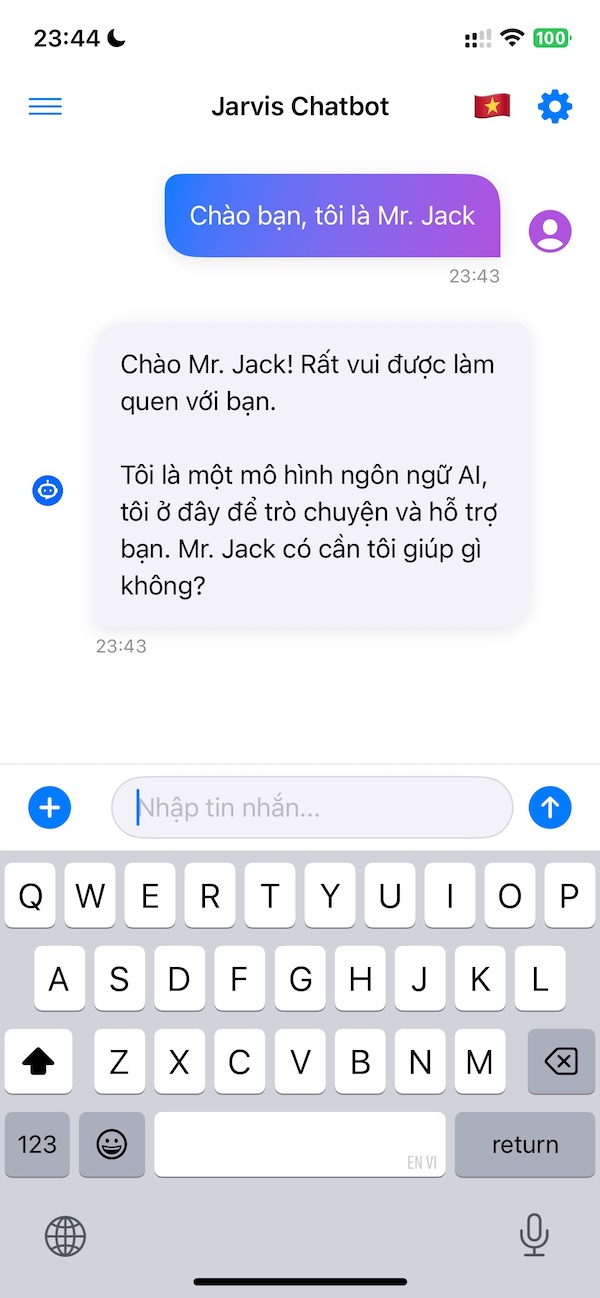 23:44
100
Jarvis Chatbot
Chào bạn, tôi là Mr. Jack
23:43
Chào Mr. Jack! Rất vui được làm
quen với bạn.
Tôi là một mô hình ngôn ngữ AI,
tôi ở đây để trò chuyện và hỗ trợ
bạn. Mr. Jack có cần tôi giúp gì
không?
23:43
Nhập tin nhắn...
Q W E R T Y U I O P
A S D F G H J K L
Z X C V B N M
123
EN VI
return